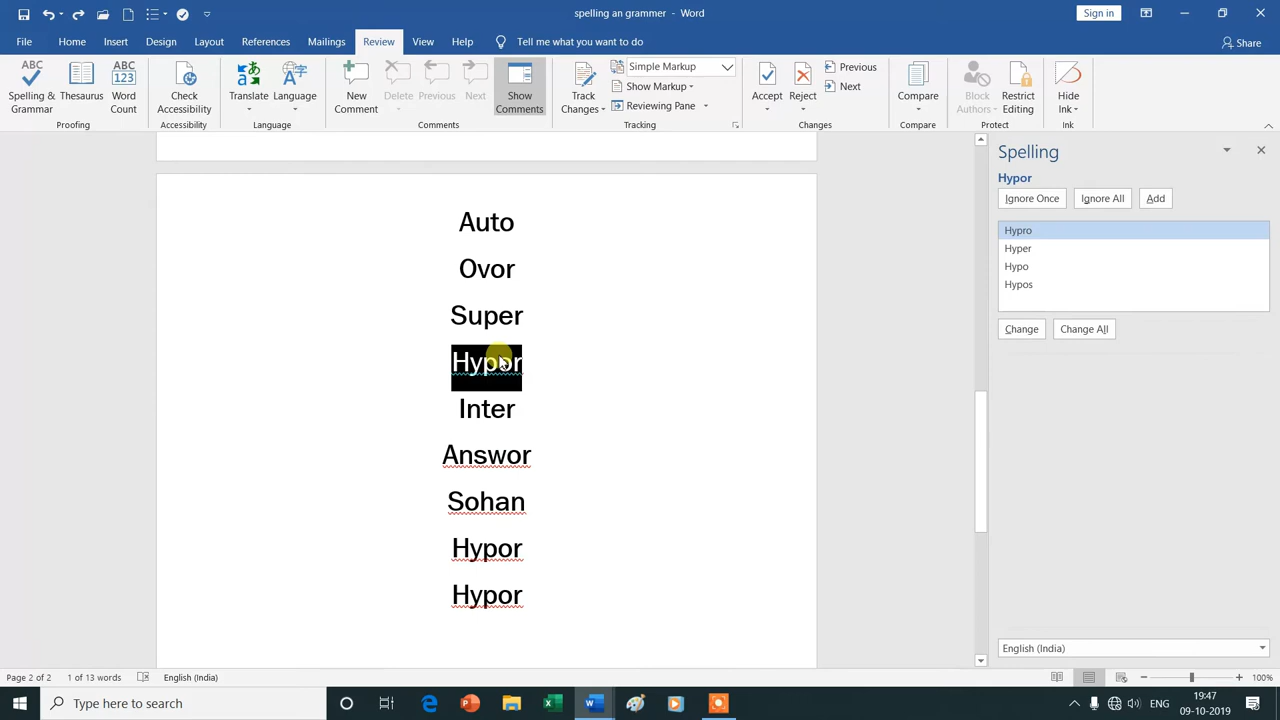 spelling an grammer - Word
Sign in
File Home Insert Design Layout References Mailings Review View Help Tell me what you want to do Share
ABC Spelling & Grammar
Thesaurus
ABC 123 Word Count
Proofing
Check Accessibility
Accessibility
Translate
Language
Language
New Comment
Delete
Previous
Next
Show Comments
Comments
Track Changes
Simple Markup
Show Markup
Reviewing Pane
Tracking
Accept
Reject
Previous
Next
Changes
Compare
Compare
Block Authors
Restrict Editing
Protect
Hide Ink
Ink
Auto
Ovor
Super
Hypor
Inter
Answor
Sohan
Hypor
Hypor
Spelling
Hypor
Ignore Once Ignore All Add
Hypro
Hyper
Hypo
Hypos
Change Change All
English (India)
Page 2 of 2 1 of 13 words English (India) 100%
Type here to search
ENG
19:47
09-10-2019